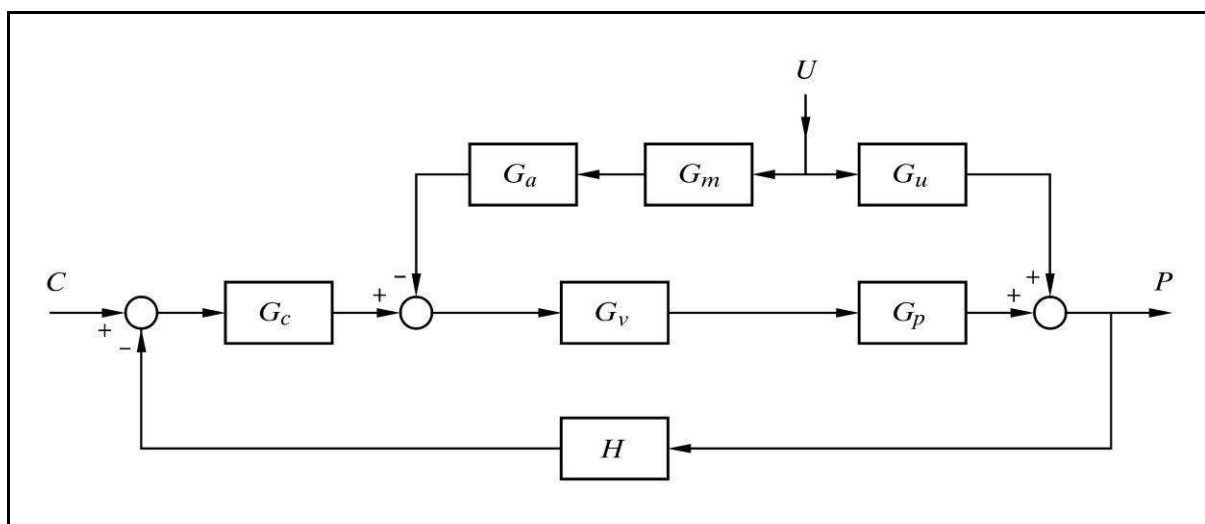 U
G_a G_m G_u
− +
C G_c + G_v G_p + P
+
−
H